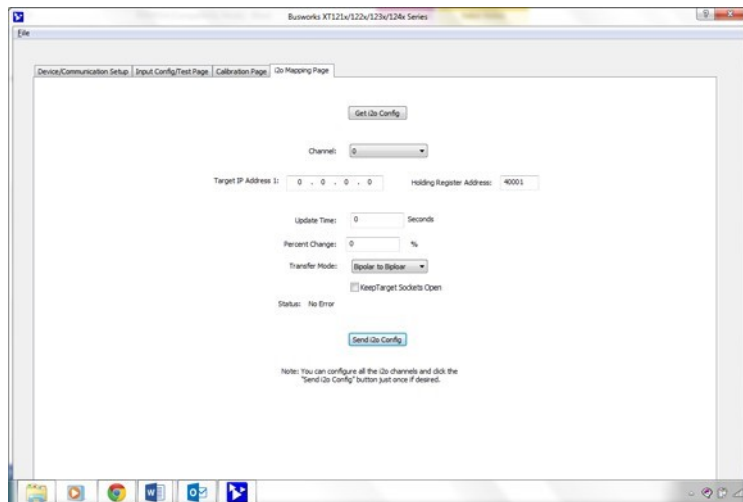 Busworks XT121x/122x/123x/124x Series
File
Device/Communication Setup Input Config/Test Page Calibration Page i2o Mapping Page
Get i2o Config
Channel: 0
Target IP Address 1: 0 . 0 . 0 . 0 Holding Register Address: 40001
Update Time: 0 Seconds
Percent Change: 0 %
Transfer Mode: Bipolar to Biploar
KeepTarget Sockets Open
Status: No Error
Send i2o Config
Note: You can configure all the i2o channels and click the
"Send i2o Config" button just once if desired.